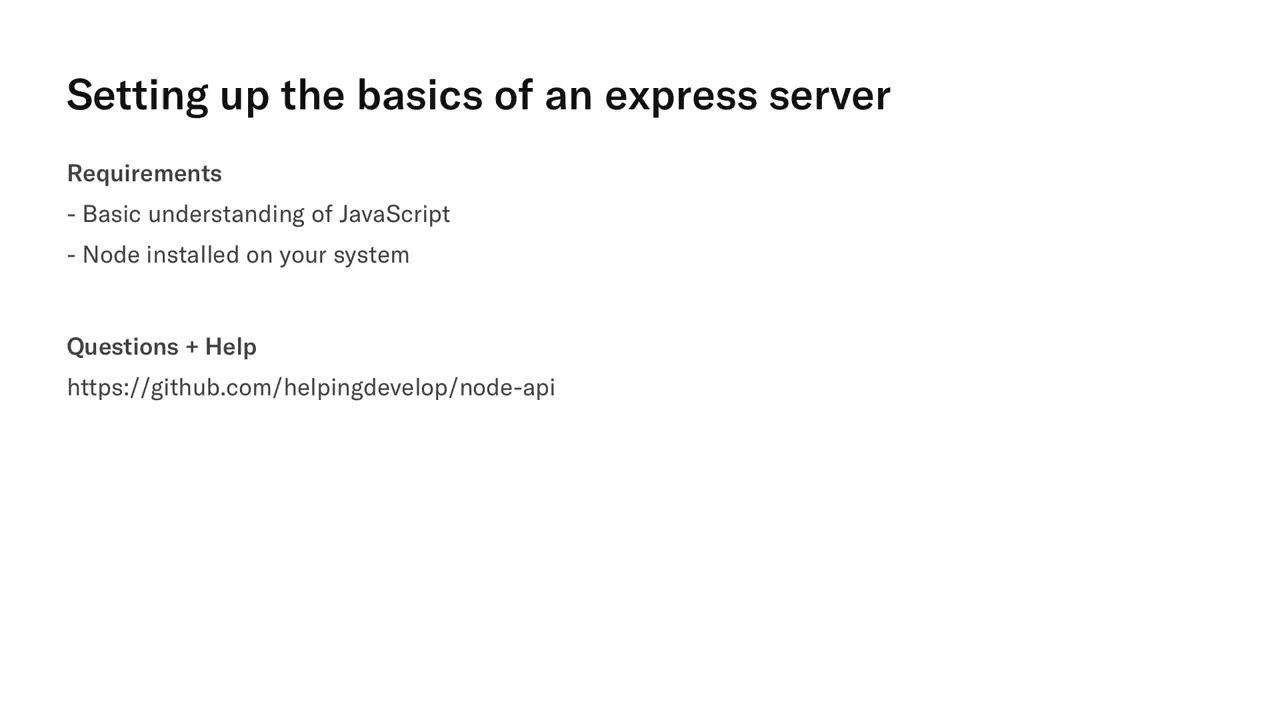 Setting up the basics of an express server
Requirements
- Basic understanding of JavaScript
- Node installed on your system
Questions + Help
https://github.com/helpingdevelop/node-api